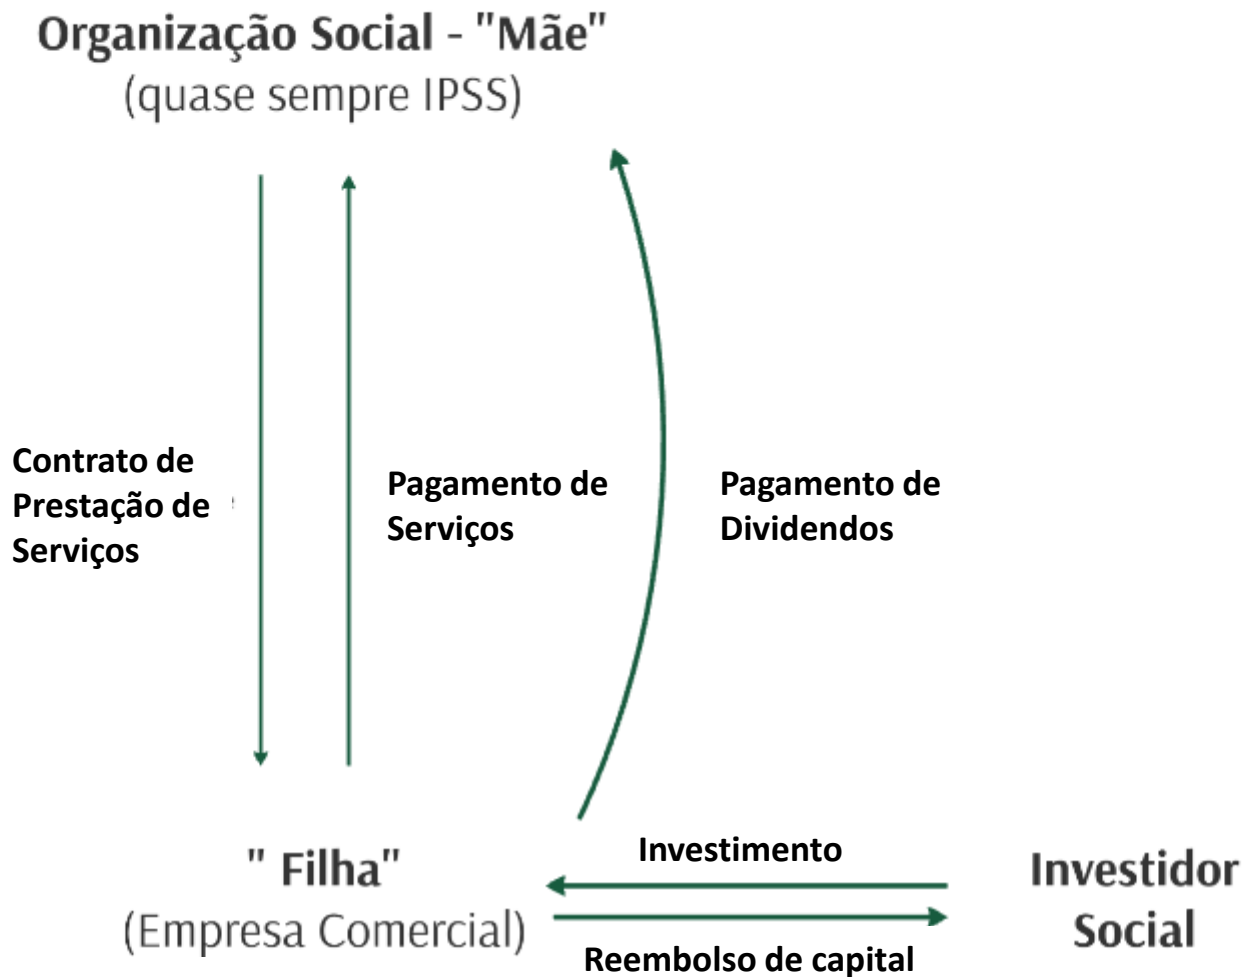 Organização Social - "Mãe"
(quase sempre IPSS)
Contrato de
Prestação de
Serviços
Pagamento de
Serviços
Pagamento de
Dividendos
" Filha"
(Empresa Comercial)
Investimento
Reembolso de capital
Investidor
Social